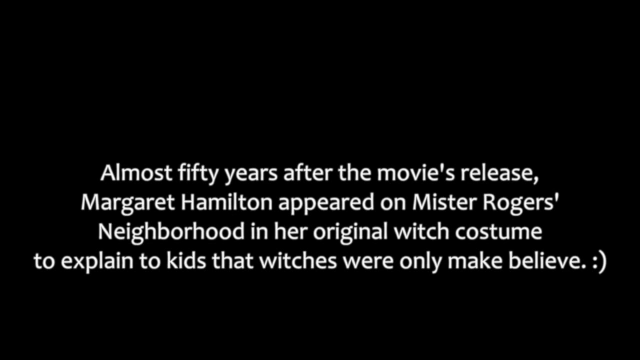 Almost fifty years after the movie's release,
Margaret Hamilton appeared on Mister Rogers'
Neighborhood in her original witch costume
to explain to kids that witches were only make believe. :)